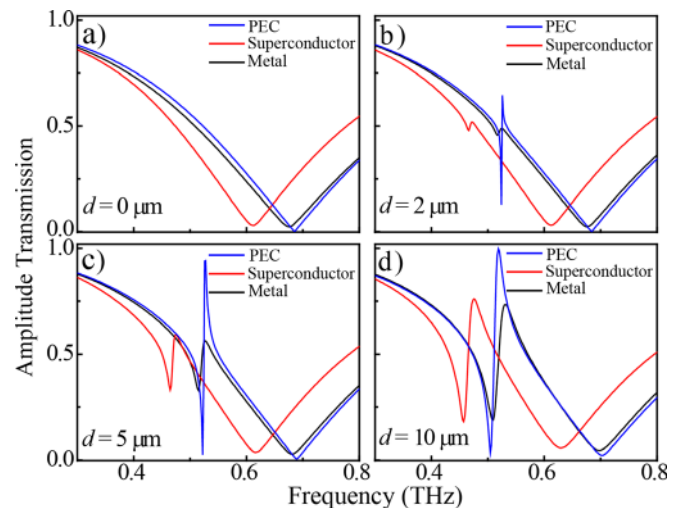 a)
PEC
Superconductor
Metal
b)
PEC
Superconductor
Metal
1.0
0.5
0.0
d = 0 μm
d = 2 μm
c)
PEC
Superconductor
Metal
d)
PEC
Superconductor
Metal
1.0
0.5
0.0
d = 5 μm
d = 10 μm
0.4 0.6 0.8 0.4 0.6 0.8
Amplitude Transmission
Frequency (THz)